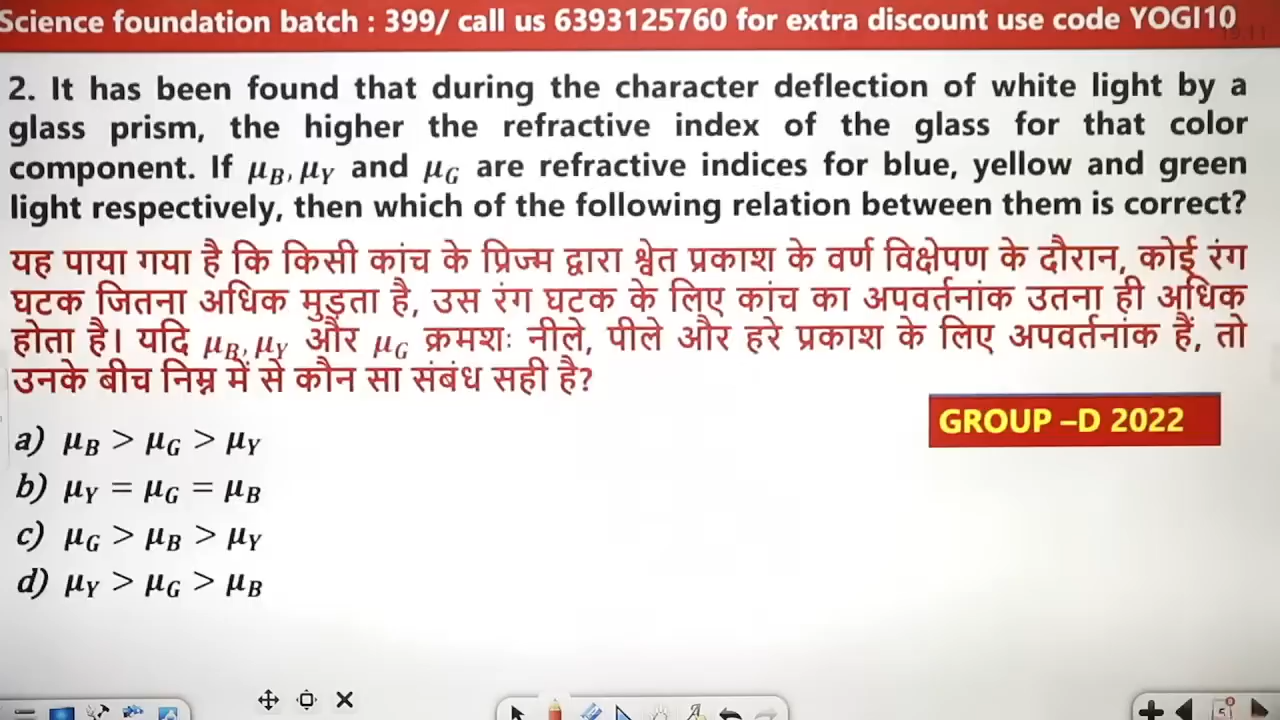 Science foundation batch : 399/ call us 6393125760 for extra discount use code YOGI10
2. It has been found that during the character deflection of white light by a
glass prism, the higher the refractive index of the glass for that color
component. If μB, μY and μG are refractive indices for blue, yellow and green
light respectively, then which of the following relation between them is correct?
यह पाया गया है कि किसी कांच के प्रिज्म द्वारा श्वेत प्रकाश के वर्ण विक्षेपण के दौरान, कोई रंग
घटक जितना अधिक मुड़ता है, उस रंग घटक के लिए कांच का अपवर्तनांक उतना ही अधिक
होता है। यदि μB, μY और μG क्रमशः नीले, पीले और हरे प्रकाश के लिए अपवर्तनांक हैं, तो
उनके बीच निम्न में से कौन सा संबंध सही है?
GROUP –D 2022
a) μB > μG > μY
b) μY = μG = μB
c) μG > μB > μY
d) μY > μG > μB